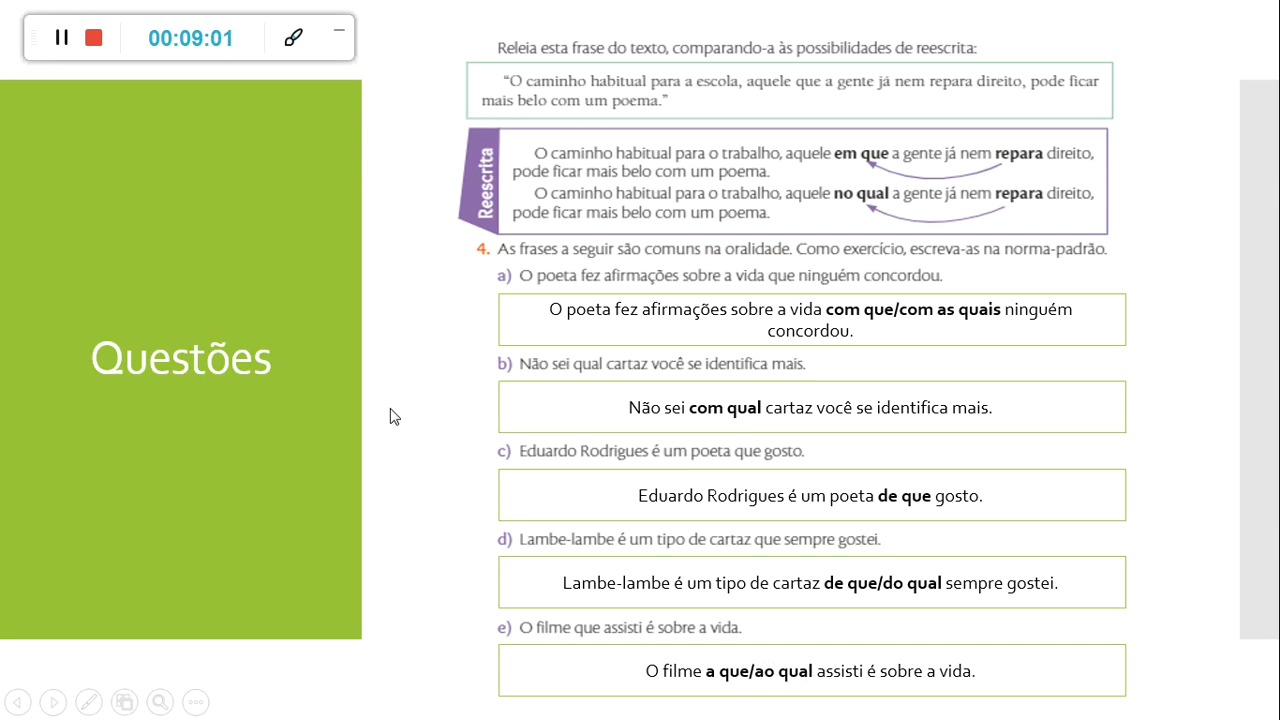 00:09:01
Questões
Releia esta frase do texto, comparando-a às possibilidades de reescrita:
“O caminho habitual para a escola, aquele que a gente já nem repara direito, pode ficar
mais belo com um poema.”
Reescrita
O caminho habitual para o trabalho, aquele em que a gente já nem repara direito,
pode ficar mais belo com um poema.
O caminho habitual para o trabalho, aquele no qual a gente já nem repara direito,
pode ficar mais belo com um poema.
4. As frases a seguir são comuns na oralidade. Como exercício, escreva-as na norma-padrão.
a) O poeta fez afirmações sobre a vida que ninguém concordou.
O poeta fez afirmações sobre a vida com que/com as quais ninguém
concordou.
b) Não sei qual cartaz você se identifica mais.
Não sei com qual cartaz você se identifica mais.
c) Eduardo Rodrigues é um poeta que gosto.
Eduardo Rodrigues é um poeta de que gosto.
d) Lambe-lambe é um tipo de cartaz que sempre gostei.
Lambe-lambe é um tipo de cartaz de que/do qual sempre gostei.
e) O filme que assisti é sobre a vida.
O filme a que/ao qual assisti é sobre a vida.